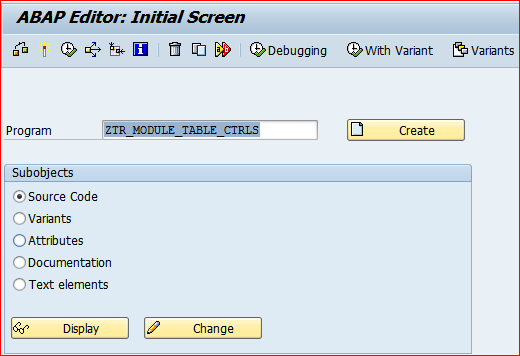 ABAP Editor: Initial Screen
Debugging With Variant Variants
Program ZTR_MODULE_TABLE_CTRLS Create
Subobjects
Source Code
Variants
Attributes
Documentation
Text elements
Display Change